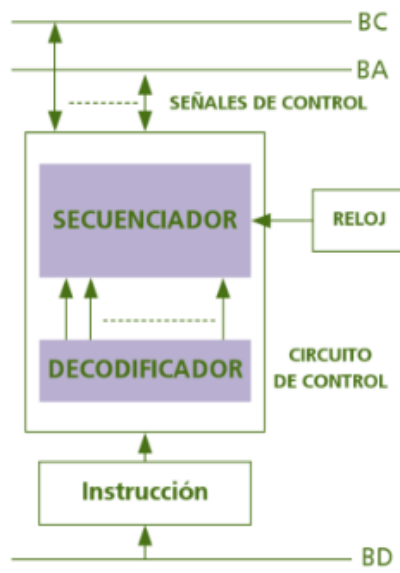 BC
BA
SEÑALES DE CONTROL
SECUENCIADOR
RELOJ
DECODIFICADOR
CIRCUITO
DE CONTROL
Instrucción
BD